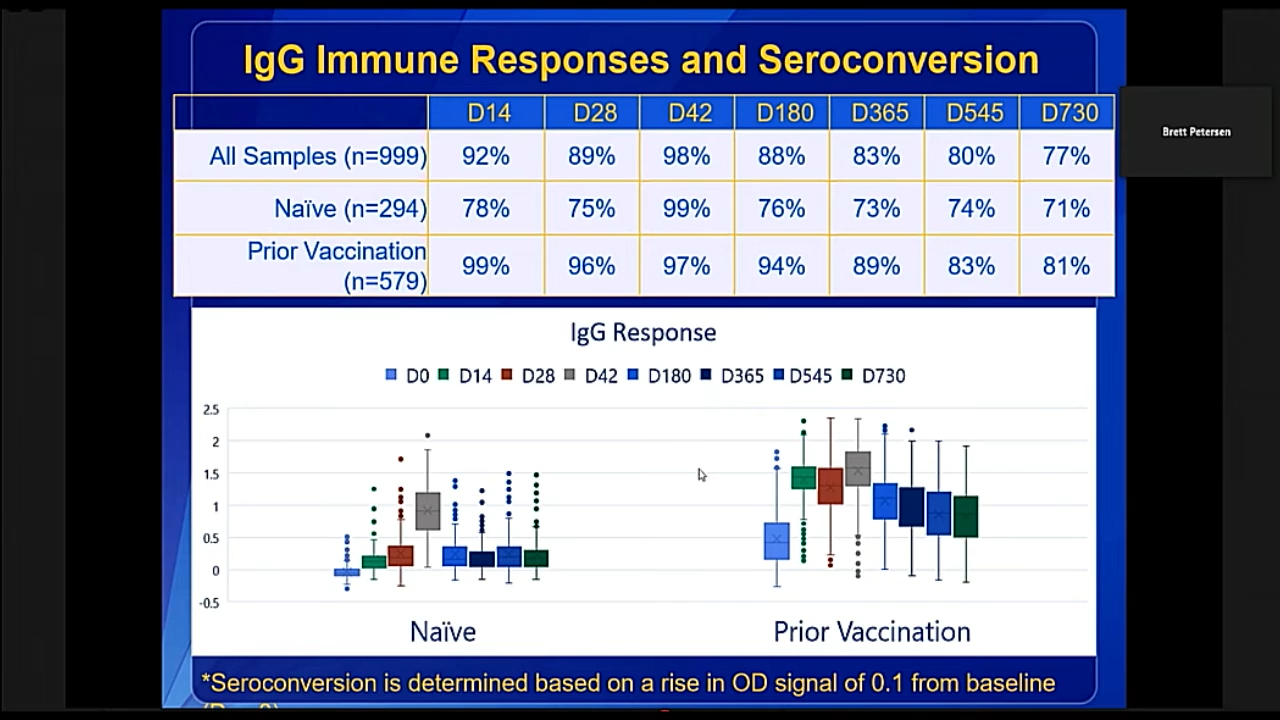 IgG Immune Responses and Seroconversion
D14 D28 D42 D180 D365 D545 D730
All Samples (n=999) 92% 89% 98% 88% 83% 80% 77%
Naïve (n=294) 78% 75% 99% 76% 73% 74% 71%
Prior Vaccination
(n=579) 99% 96% 97% 94% 89% 83% 81%
Brett Petersen
IgG Response
D0 D14 D28 D42 D180 D365 D545 D730
2.5
2
1.5
1
0.5
0
-0.5
Naïve Prior Vaccination
*Seroconversion is determined based on a rise in OD signal of 0.1 from baseline